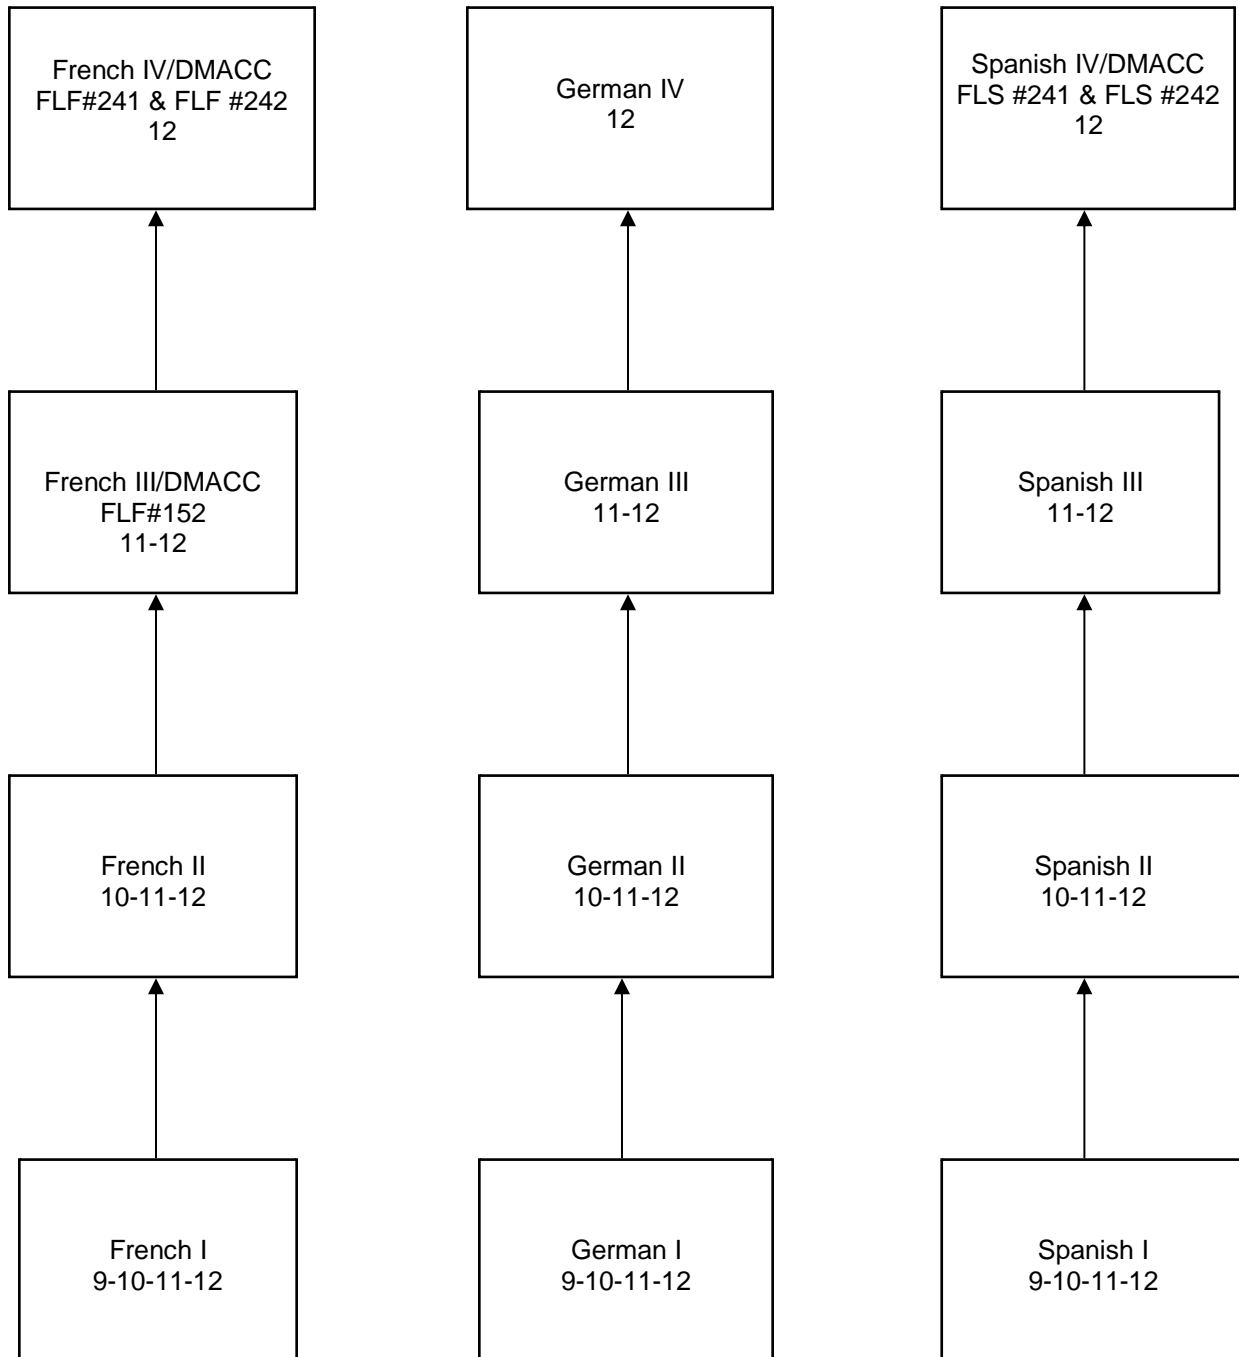 French IV/DMACC
FLF#241 & FLF #242
12
German IV
12
Spanish IV/DMACC
FLS #241 & FLS #242
12
French III/DMACC
FLF#152
11-12
German III
11-12
Spanish III
11-12
French II
10-11-12
German II
10-11-12
Spanish II
10-11-12
French I
9-10-11-12
German I
9-10-11-12
Spanish I
9-10-11-12